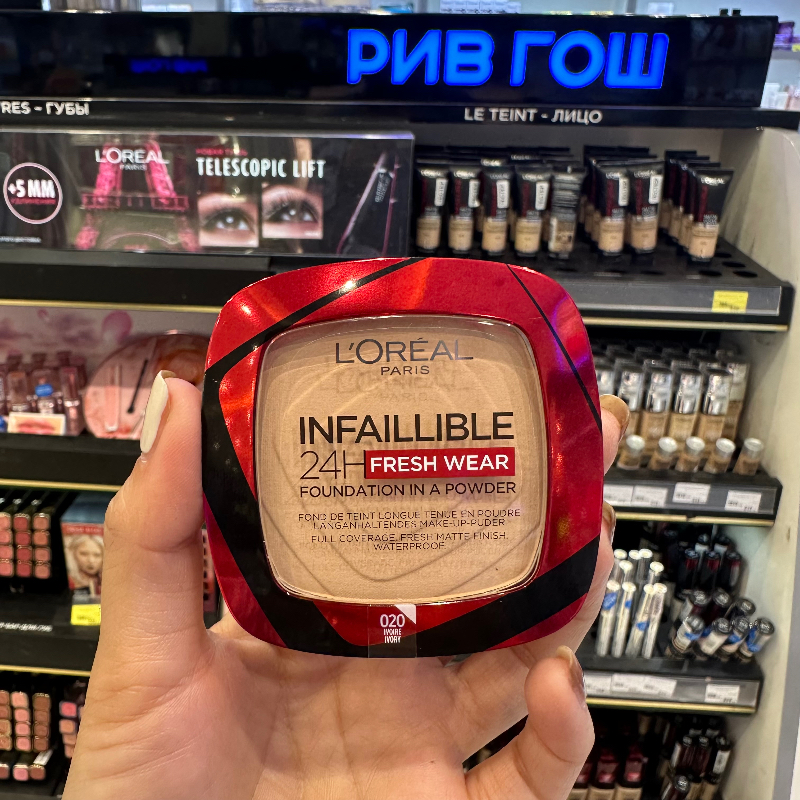 РИВ ГОШ
RES - ГУБЫ
LE TEINT - ЛИЦО
L'ORÉAL
PARIS
TELESCOPIC LIFT
+5 MM
L'ORÉAL
PARIS
INFAILLIBLE
24H FRESH WEAR
FOUNDATION IN A POWDER
FOND DE TEINT LONGUE TENUE EN POUDRE
LANGANHALTENDES MAKE-UP-PUDER
FULL COVERAGE. FRESH MATTE FINISH.
WATERPROOF
020
IVOIRE
IVORY